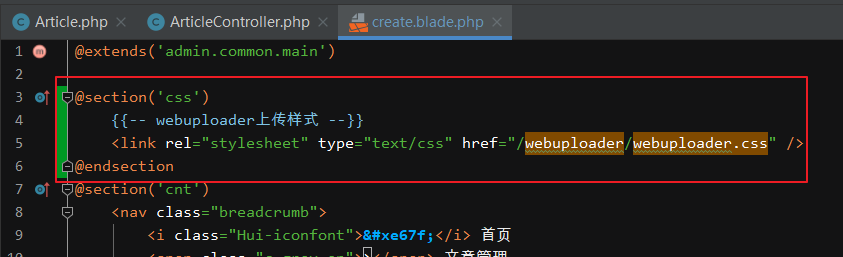 Article.php ArticleController.php create.blade.php
1 @extends('admin.common.main')
2
3 @section('css')
4 {{-- webuploader上传样式 --}}
5 <link rel="stylesheet" type="text/css" href="/webuploader/webuploader.css" />
6 @endsection
7 @section('cnt')
8 <nav class="breadcrumb">
9 <i class="Hui-iconfont">&#xe67f;</i> 首页